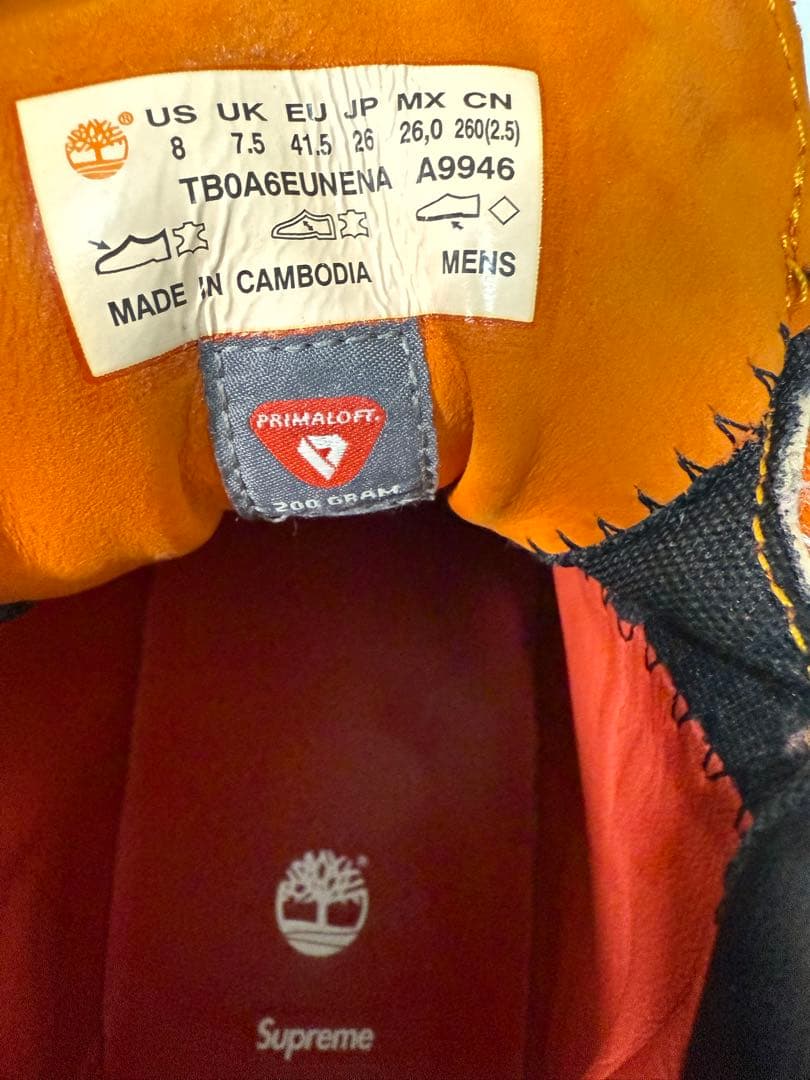 US UK EU JP MX CN
8 7.5 41.5 26 26,0 260(2.5)
TB0A6EUNENA A9946
MADE IN CAMBODIA MENS
PRIMALOFT
200 GRAM
Supreme